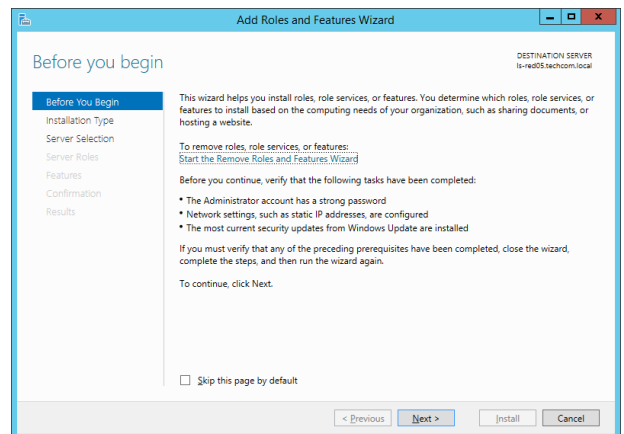 Add Roles and Features Wizard
Before you begin
DESTINATION SERVER
ls-red05.techcom.local
Before You Begin
Installation Type
Server Selection
Server Roles
Features
Confirmation
Results
This wizard helps you install roles, role services, or features. You determine which roles, role services, or
features to install based on the computing needs of your organization, such as sharing documents, or
hosting a website.
To remove roles, role services, or features:
Start the Remove Roles and Features Wizard
Before you continue, verify that the following tasks have been completed:
• The Administrator account has a strong password
• Network settings, such as static IP addresses, are configured
• The most current security updates from Windows Update are installed
If you must verify that any of the preceding prerequisites have been completed, close the wizard,
complete the steps, and then run the wizard again.
To continue, click Next.
Skip this page by default
< Previous
Next >
Install
Cancel